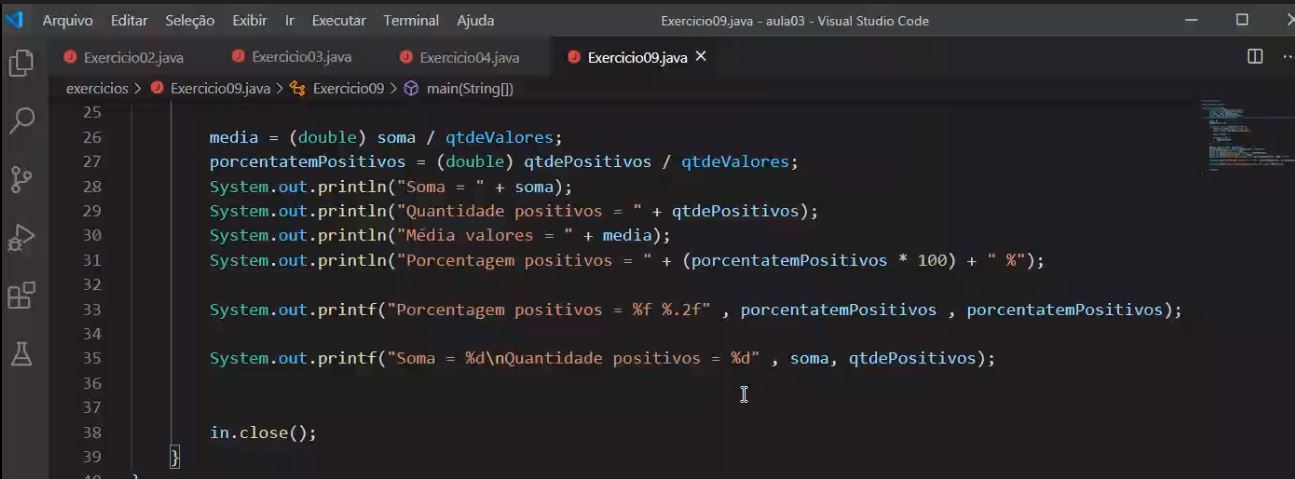 Arquivo Editar Seleção Exibir Ir Executar Terminal Ajuda Exercicio09.java - aula03 - Visual Studio Code
Exercicio02.java Exercicio03.java Exercicio04.java Exercicio09.java
exercicios > Exercicio09.java > Exercicio09 > main(String[])
25
26 media = (double) soma / qtdeValores;
27 porcentatemPositivos = (double) qtdePositivos / qtdeValores;
28 System.out.println("Soma = " + soma);
29 System.out.println("Quantidade positivos = " + qtdePositivos);
30 System.out.println("Média valores = " + media);
31 System.out.println("Porcentagem positivos = " + (porcentatemPositivos * 100) + " %");
32
33 System.out.printf("Porcentagem positivos = %f %.2f" , porcentatemPositivos , porcentatemPositivos);
34
35 System.out.printf("Soma = %d\nQuantidade positivos = %d" , soma, qtdePositivos);
36
37
38 in.close();
39 }